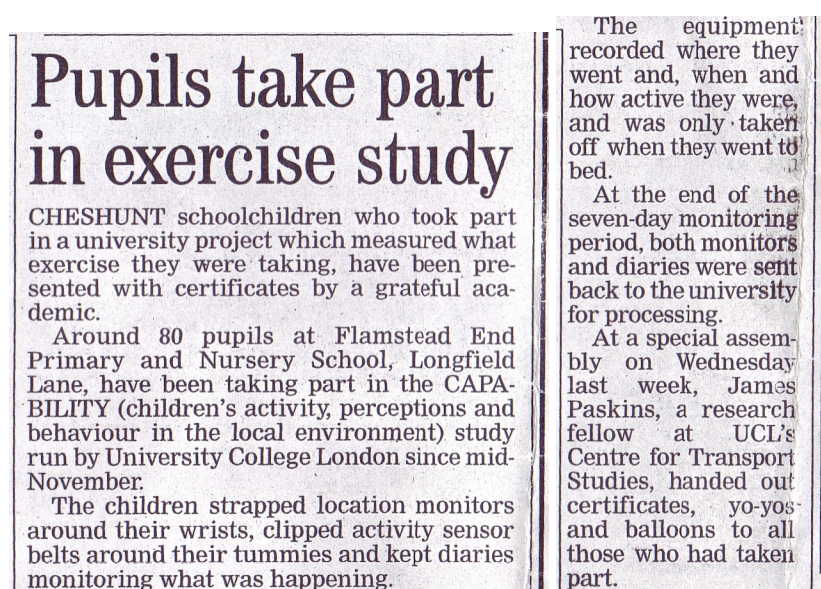 Pupils take part
in exercise study
CHESHUNT schoolchildren who took part
in a university project which measured what
exercise they were taking, have been pre-
sented with certificates by a grateful aca-
demic.
Around 80 pupils at Flamstead End
Primary and Nursery School, Longfield
Lane, have been taking part in the CAPA-
BILITY (children's activity, perceptions and
behaviour in the local environment) study
run by University College London since mid-
November.
The children strapped location monitors
around their wrists, clipped activity sensor
belts around their tummies and kept diaries
monitoring what was happening.
The equipment
recorded where they
went and, when and
how active they were,
and was only taken
off when they went to
bed.
At the end of the
seven-day monitoring
period, both monitors
and diaries were sent
back to the university
for processing.
At a special assem-
bly on Wednesday
last week, James
Paskins, a research
fellow at UCL's
Centre for Transport
Studies, handed out
certificates, yo-yos
and balloons to all
those who had taken
part.